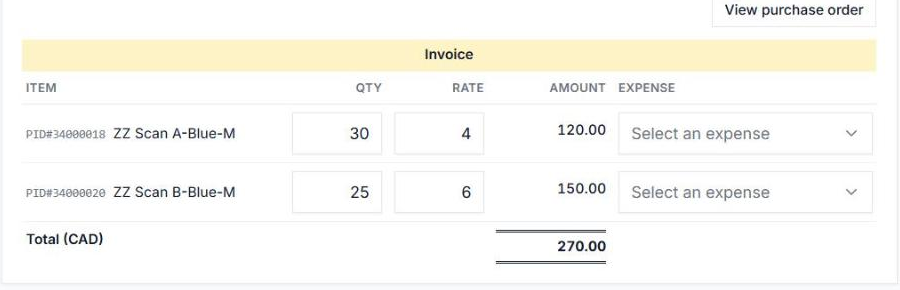 View purchase order
Invoice
ITEM QTY RATE AMOUNT EXPENSE
PID#34000018 ZZ Scan A-Blue-M 30 4 120.00 Select an expense
PID#34000020 ZZ Scan B-Blue-M 25 6 150.00 Select an expense
Total (CAD) 270.00